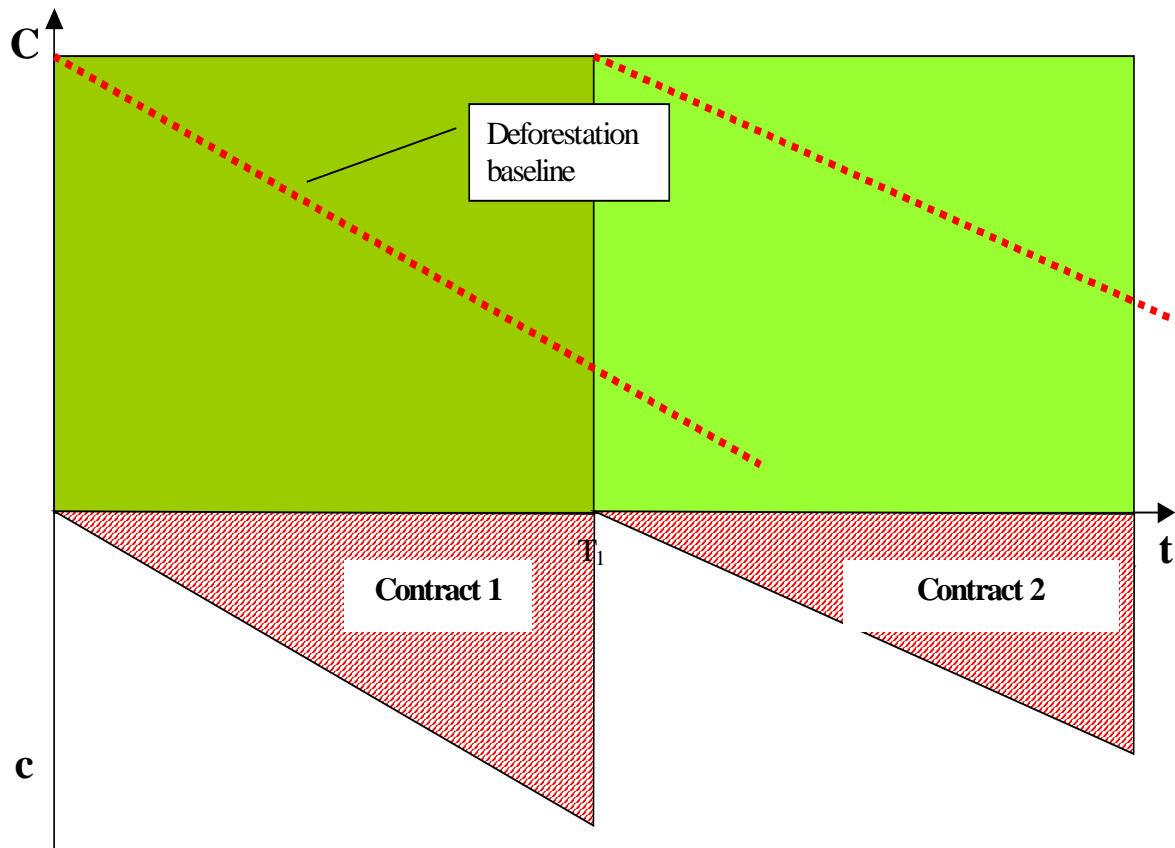 C
Deforestation
baseline
T1
t
Contract 1
Contract 2
c